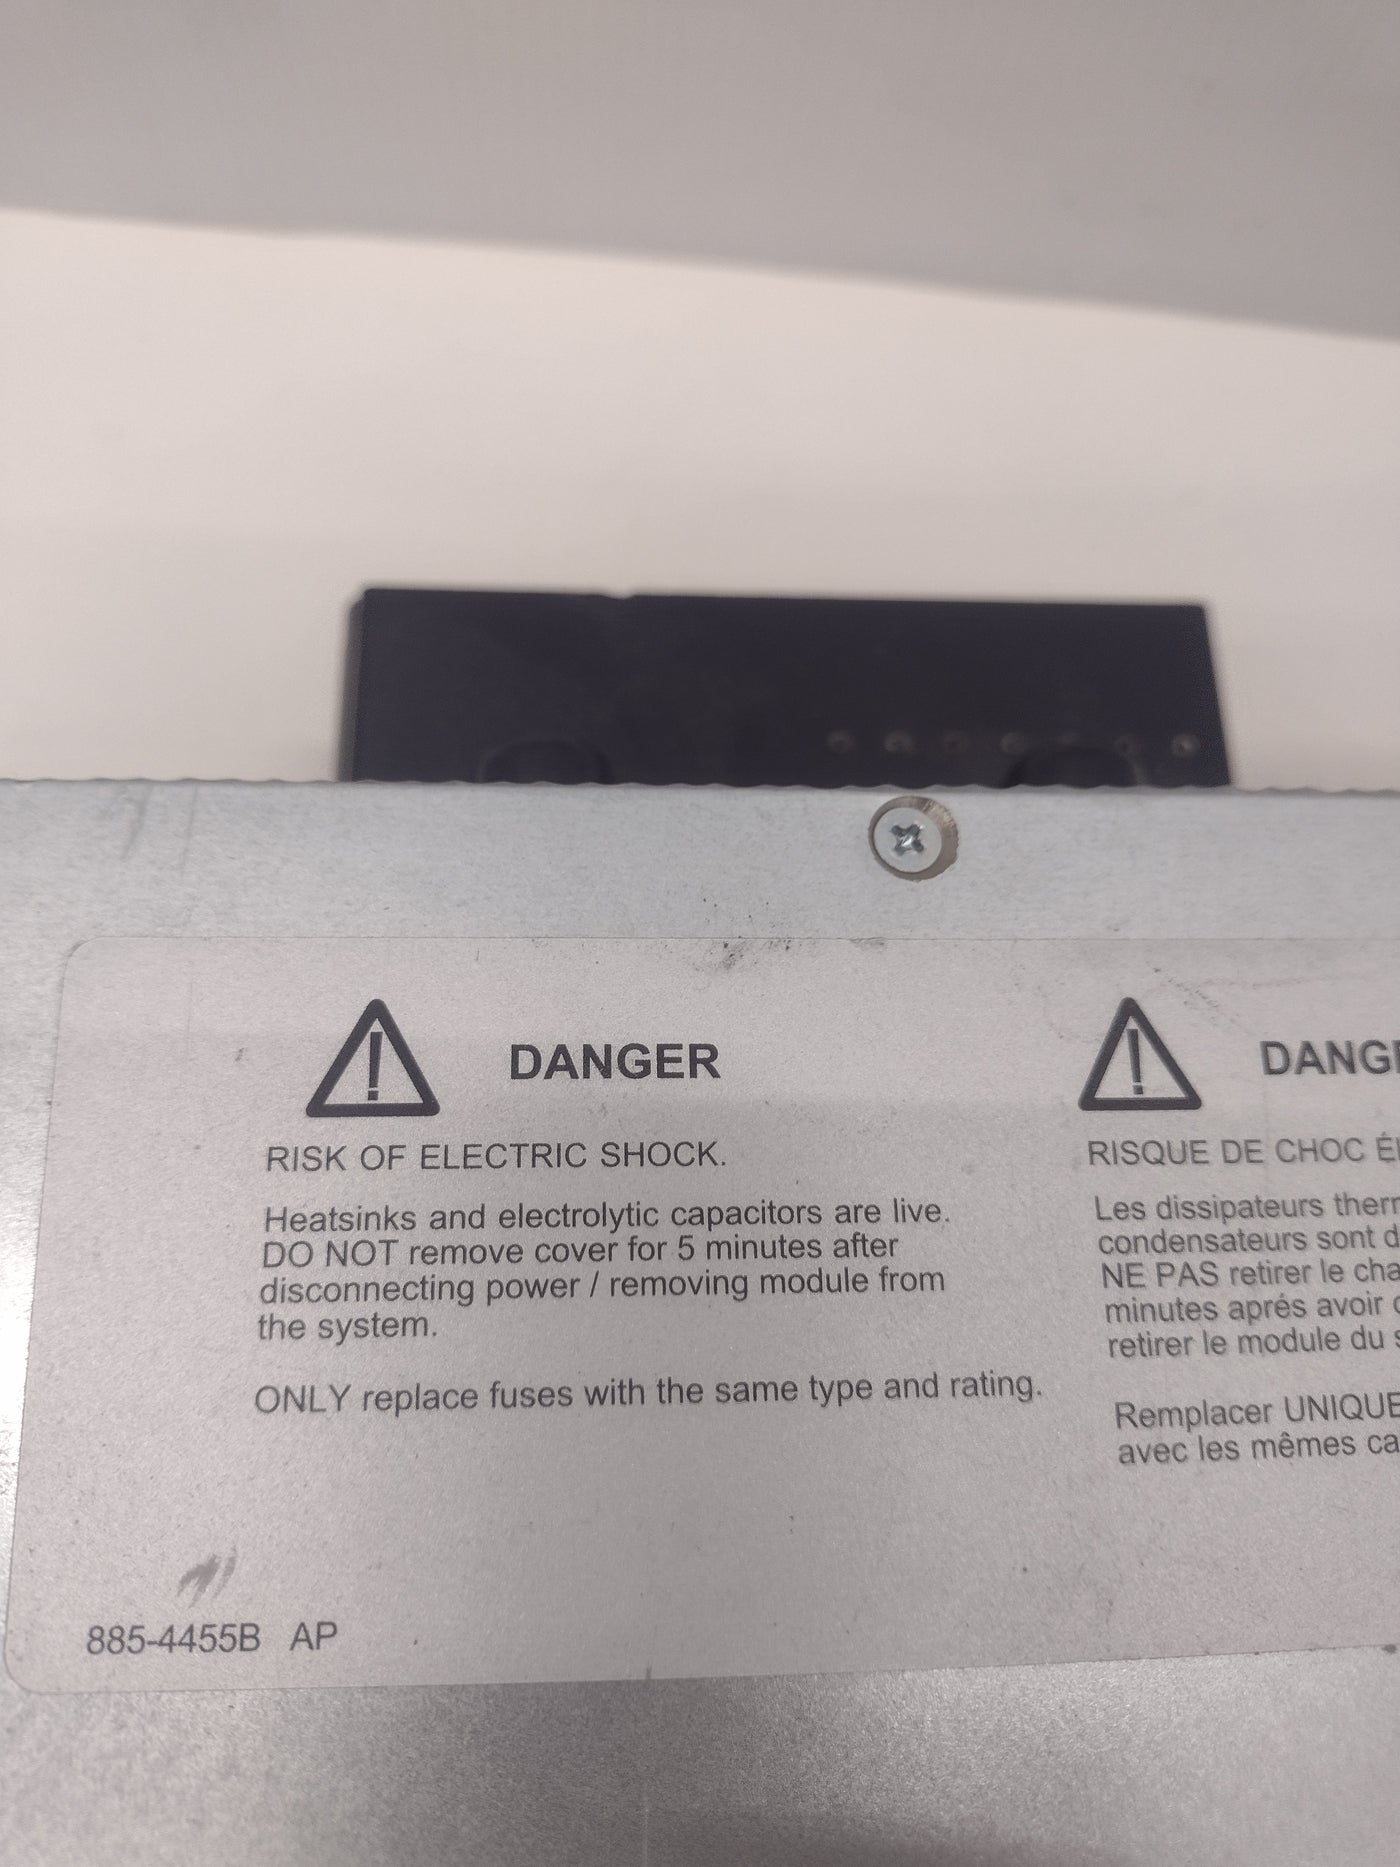 DANGER
RISK OF ELECTRIC SHOCK.
Heatsinks and electrolytic capacitors are live.
DO NOT remove cover for 5 minutes after
disconnecting power / removing module from
the system.
ONLY replace fuses with the same type and rating.
885-4455B AP
RISQUE DE CHOC
Les dissipateurs
condensateurs sont
NE PAS retirer le
minutes aprés avoir
retirer le module du
Remplacer
avec les mêmes